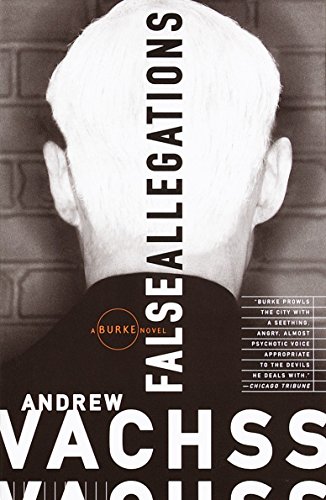 FALSE ALLEGATIONS
A BURKE NOVEL
"BURKE PROWLS
THE CITY WITH
A SEETHING,
ANGRY, ALMOST
PSYCHOTIC VOICE
APPROPRIATE
TO THE DEVILS
HE DEALS WITH."
—CHICAGO TRIBUNE
ANDREW
VACHSS
VACHSS